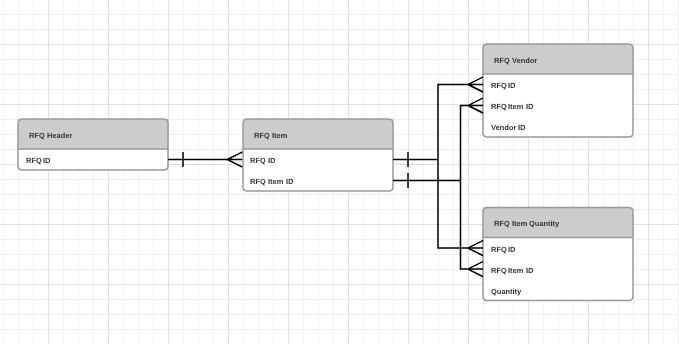 RFQ Header
RFQ ID
RFQ Item
RFQ ID
RFQ Item ID
RFQ Vendor
RFQ ID
RFQ Item ID
Vendor ID
RFQ Item Quantity
RFQ ID
RFQ Item ID
Quantity